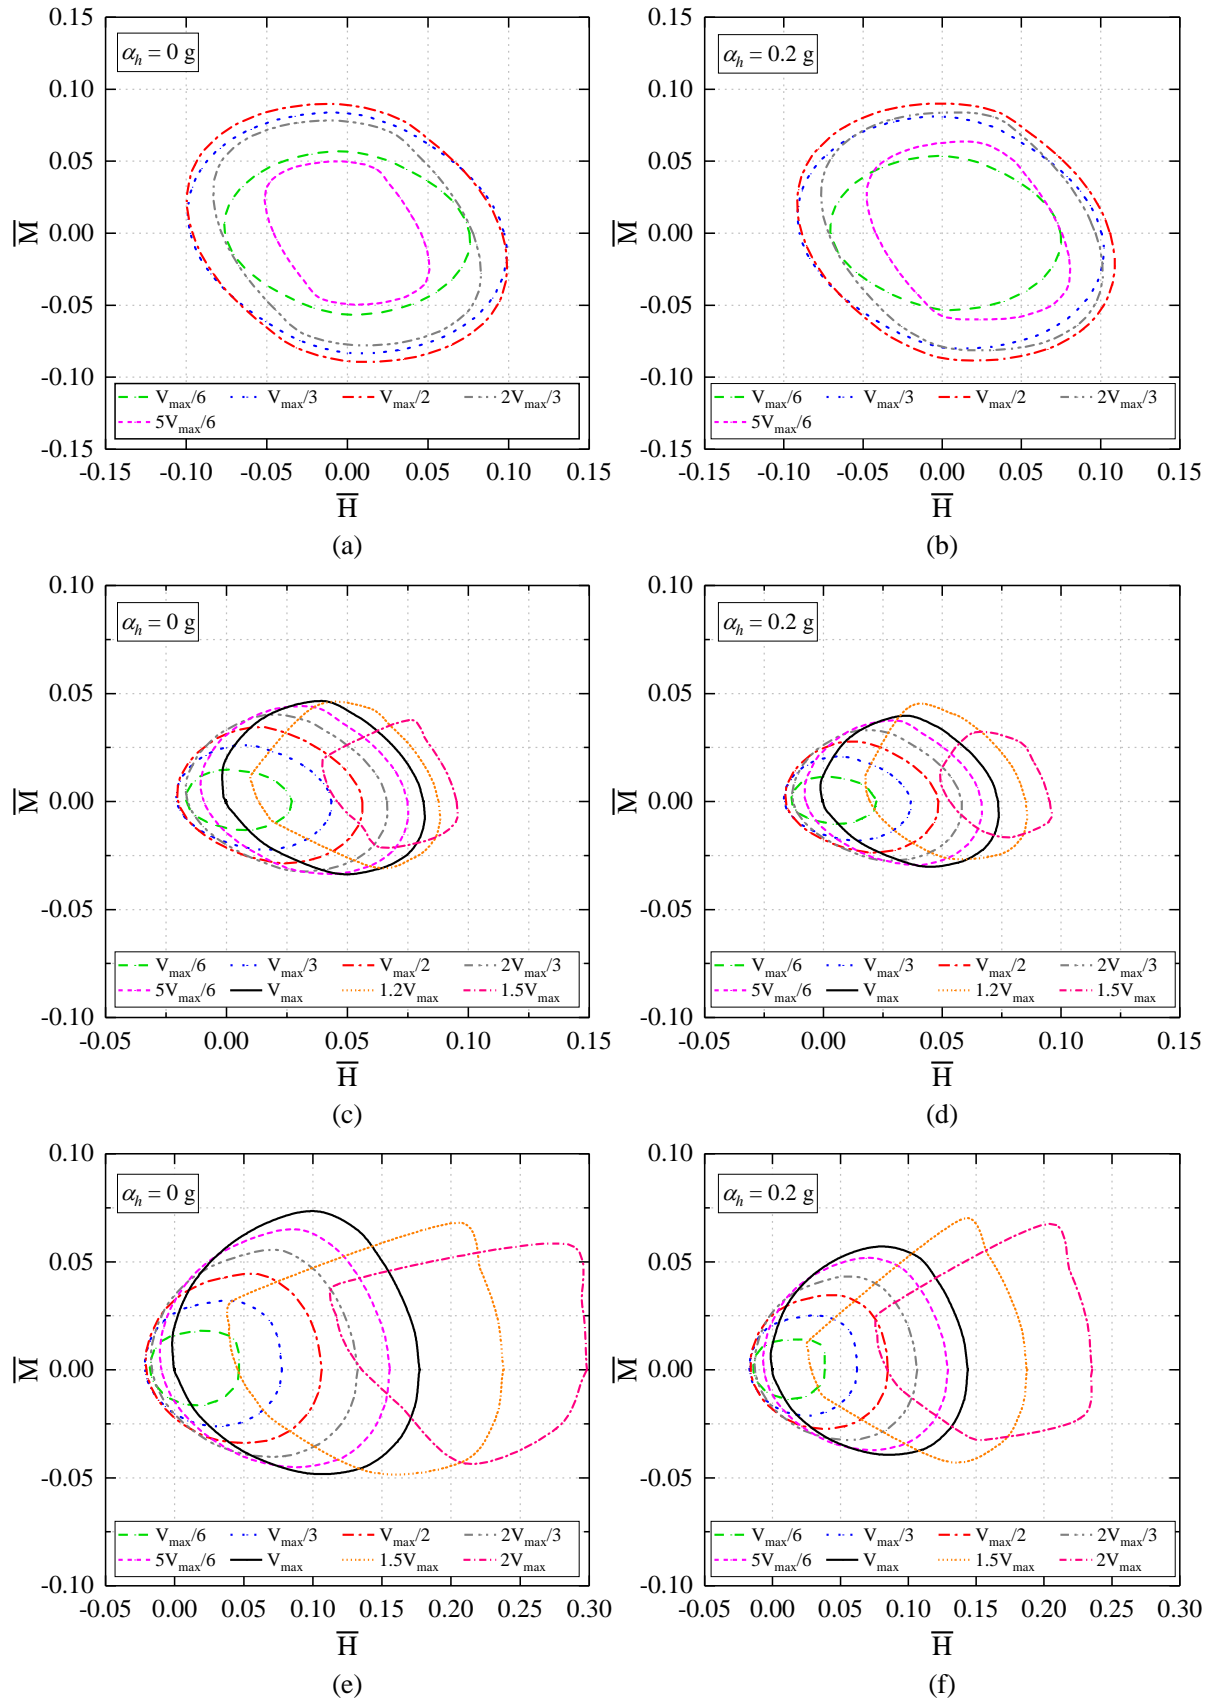 αh = 0 g
0.15
0.10
0.05
0.00
-0.05
-0.10
-0.15
M
Vmax/6 Vmax/3 Vmax/2 2Vmax/3
5Vmax/6
-0.15 -0.10 -0.05 0.00 0.05 0.10 0.15
H
(a)
αh = 0.2 g
0.15
0.10
0.05
0.00
-0.05
-0.10
-0.15
M
Vmax/6 Vmax/3 Vmax/2 2Vmax/3
5Vmax/6
-0.15 -0.10 -0.05 0.00 0.05 0.10 0.15
H
(b)
αh = 0 g
0.10
0.05
0.00
-0.05
-0.10
M
Vmax/6 Vmax/3 Vmax/2 2Vmax/3
5Vmax/6 Vmax 1.2Vmax 1.5Vmax
-0.05 0.00 0.05 0.10 0.15
H
(c)
αh = 0.2 g
0.10
0.05
0.00
-0.05
-0.10
M
Vmax/6 Vmax/3 Vmax/2 2Vmax/3
5Vmax/6 Vmax 1.2Vmax 1.5Vmax
-0.05 0.00 0.05 0.10 0.15
H
(d)
αh = 0 g
0.10
0.05
0.00
-0.05
-0.10
M
Vmax/6 Vmax/3 Vmax/2 2Vmax/3
5Vmax/6 Vmax 1.5Vmax 2Vmax
-0.05 0.00 0.05 0.10 0.15 0.20 0.25 0.30
H
(e)
αh = 0.2 g
0.10
0.05
0.00
-0.05
-0.10
M
Vmax/6 Vmax/3 Vmax/2 2Vmax/3
5Vmax/6 Vmax 1.5Vmax 2Vmax
-0.05 0.00 0.05 0.10 0.15 0.20 0.25 0.30
H
(f)